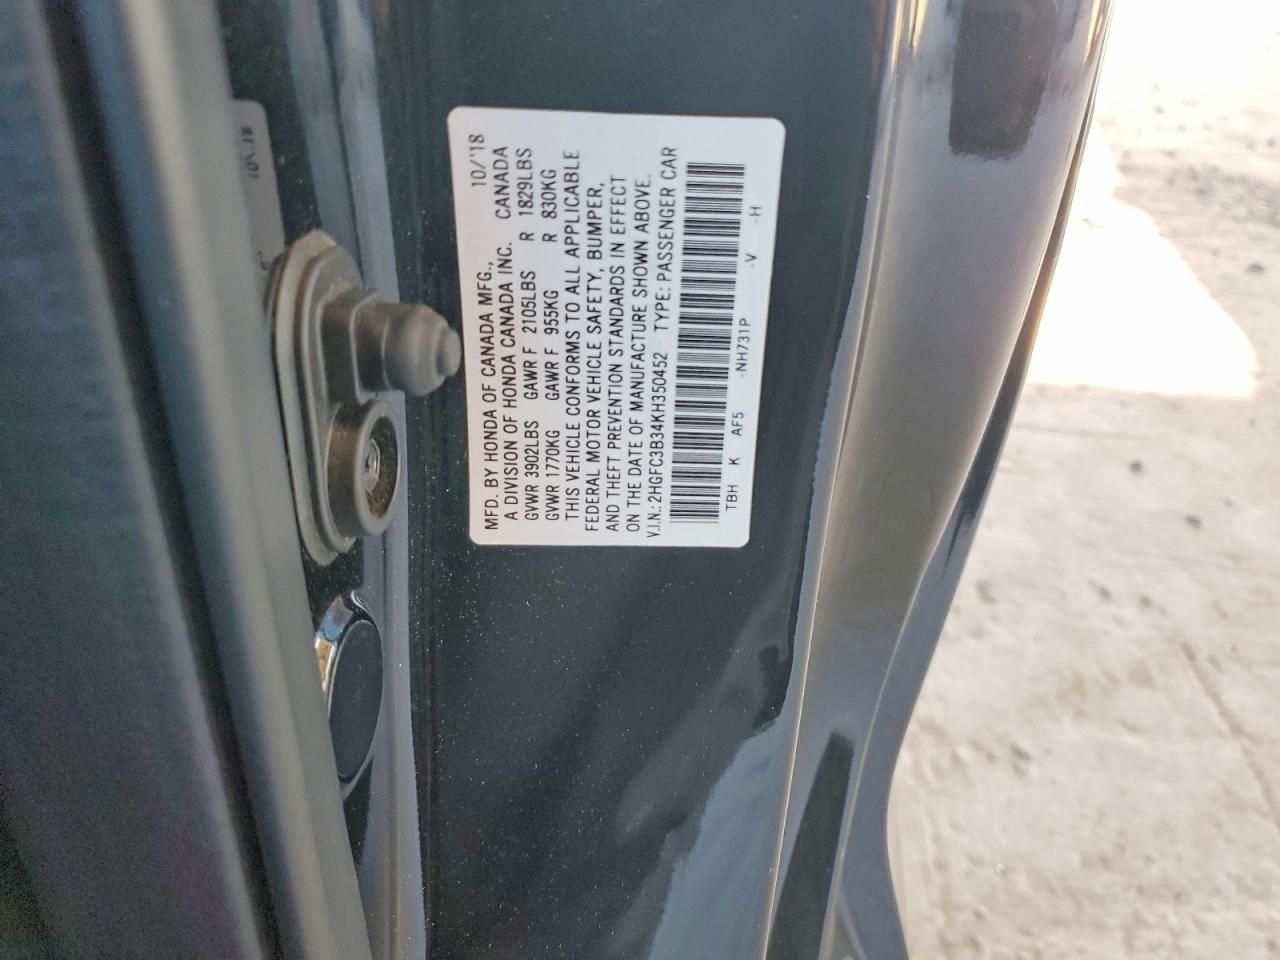 MFD. BY HONDA OF CANADA MFG., 10/'18
A DIVISION OF HONDA CANADA INC. CANADA
GVWR 3902LBS GAWR F 2105LBS R 1829LBS
GVWR 1770KG GAWR F 955KG R 830KG
THIS VEHICLE CONFORMS TO ALL APPLICABLE
FEDERAL MOTOR VEHICLE SAFETY, BUMPER,
AND THEFT PREVENTION STANDARDS IN EFFECT
ON THE DATE OF MANUFACTURE SHOWN ABOVE.
V.I.N.: 2HGFC3B34KH350452 TYPE: PASSENGER CAR
TBH K AF5 -NH731P -V -H